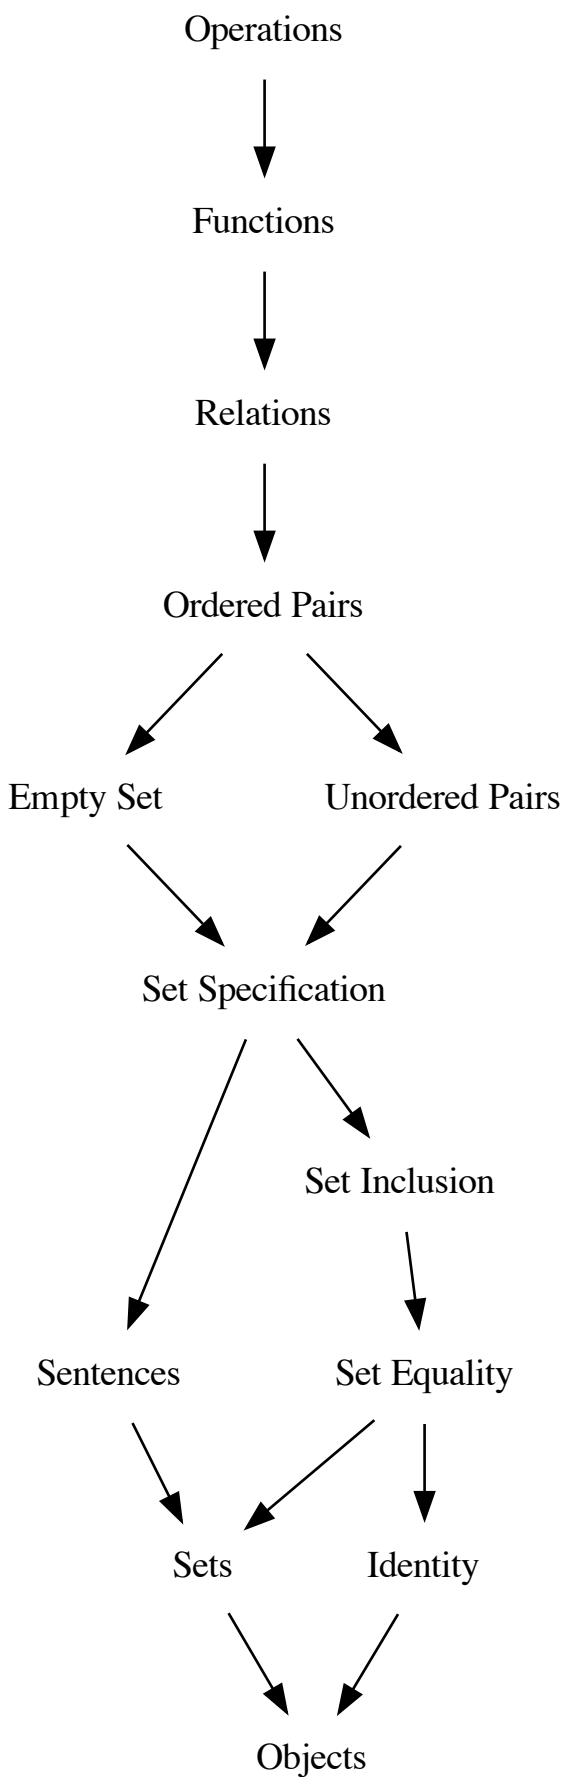 Operations
Functions
Relations
Ordered Pairs
Empty Set
Unordered Pairs
Set Specification
Set Inclusion
Sentences
Set Equality
Sets
Identity
Objects